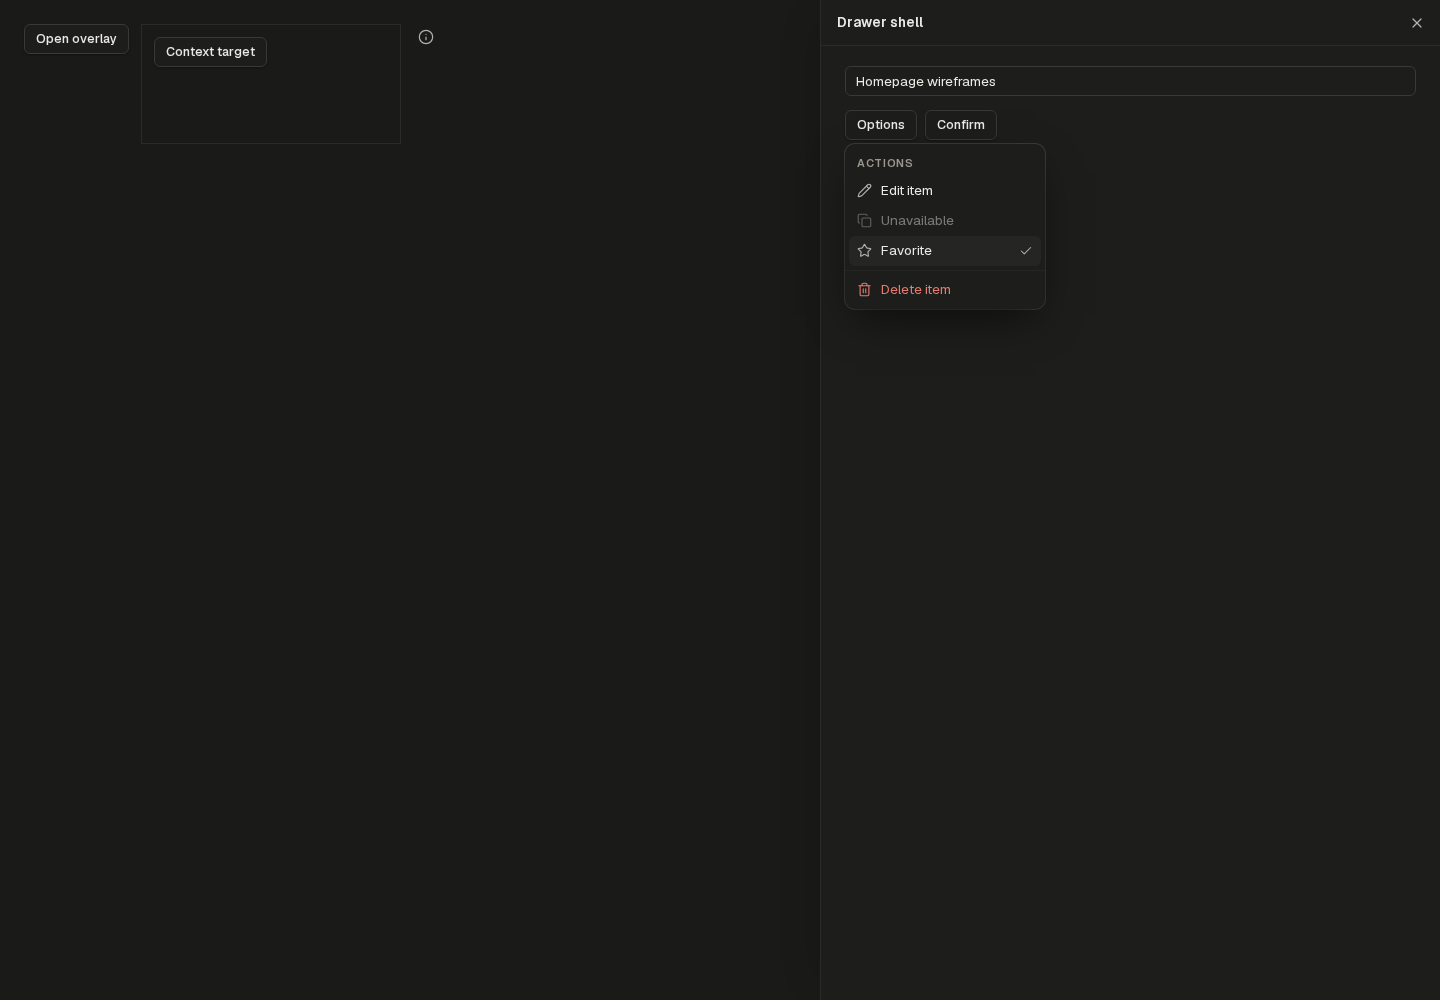 Open overlay
Context target
Drawer shell
Homepage wireframes
Options
Confirm
ACTIONS
Edit item
Unavailable
Favorite
Delete item